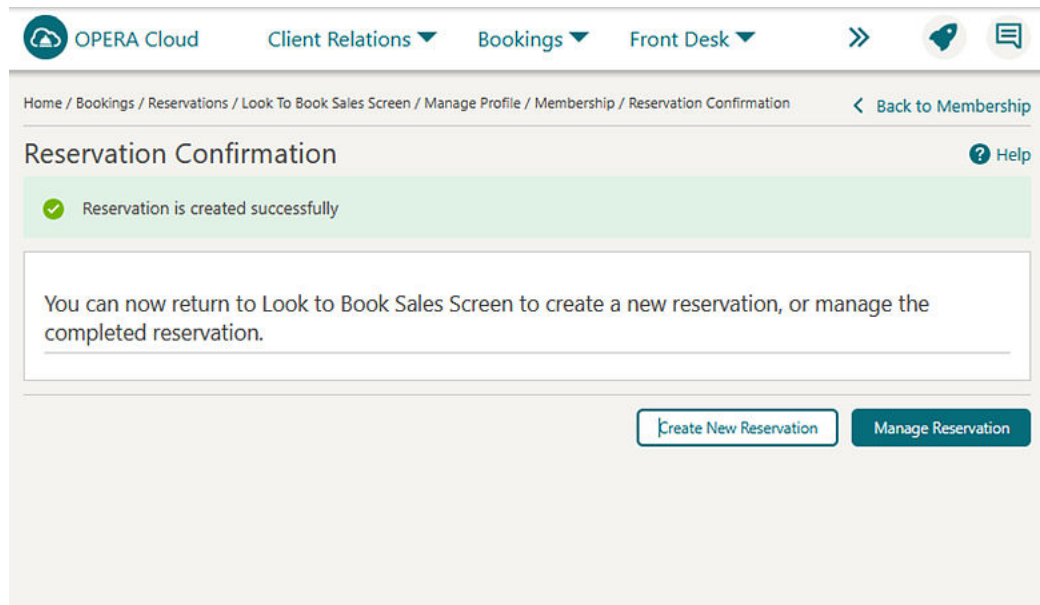 OPERA Cloud Client Relations Bookings Front Desk
Home / Bookings / Reservations / Look To Book Sales Screen / Manage Profile / Membership / Reservation Confirmation Back to Membership
Reservation Confirmation Help
Reservation is created successfully
You can now return to Look to Book Sales Screen to create a new reservation, or manage the
completed reservation.
Create New Reservation Manage Reservation